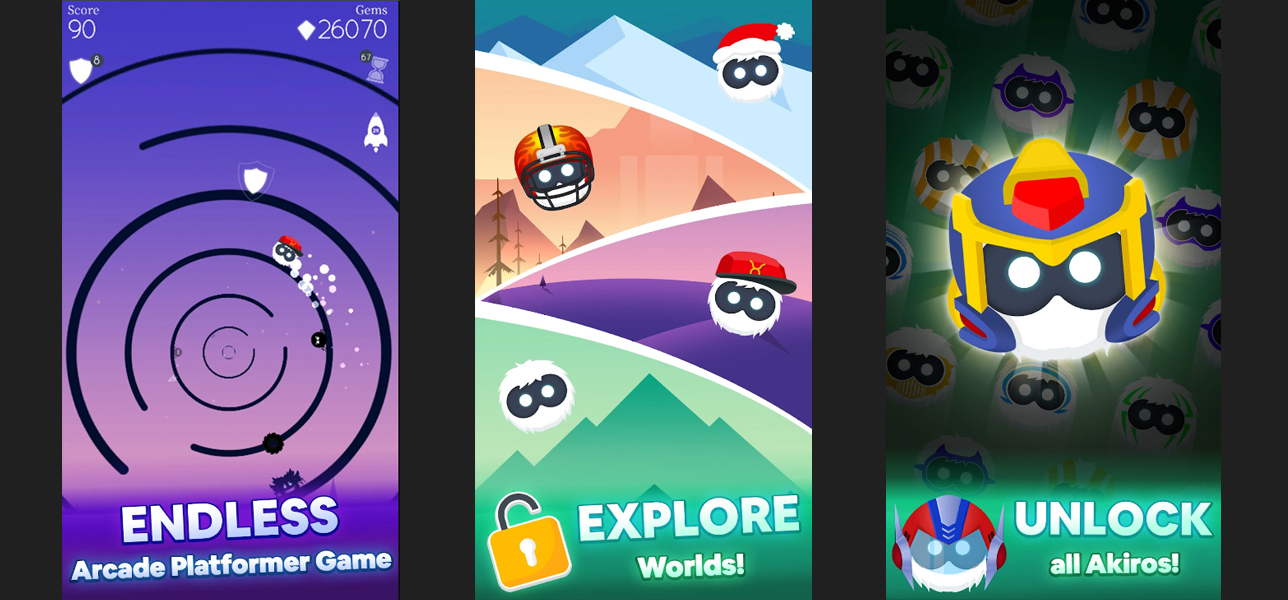 Score
90
Gems
26070
8
67
ENDLESS
Arcade Platformer Game
EXPLORE
Worlds!
UNLOCK
all Akiros!